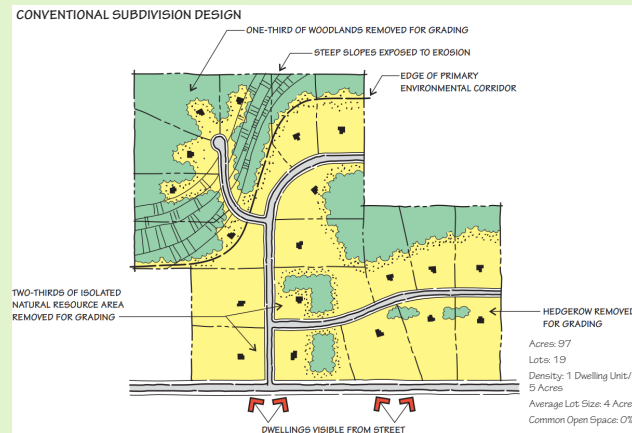 CONVENTIONAL SUBDIVISION DESIGN
ONE-THIRD OF WOODLANDS REMOVED FOR GRADING
STEEP SLOPES EXPOSED TO EROSION
EDGE OF PRIMARY
ENVIRONMENTAL CORRIDOR
TWO-THIRDS OF ISOLATED
NATURAL RESOURCE AREA
REMOVED FOR GRADING
HEDGEROW REMOVED
FOR GRADING
Acres: 97
Lots: 19
Density: 1 Dwelling Unit/
5 Acres
Average Lot Size: 4 Acre
Common Open Space: 0%
DWELLINGS VISIBLE FROM STREET